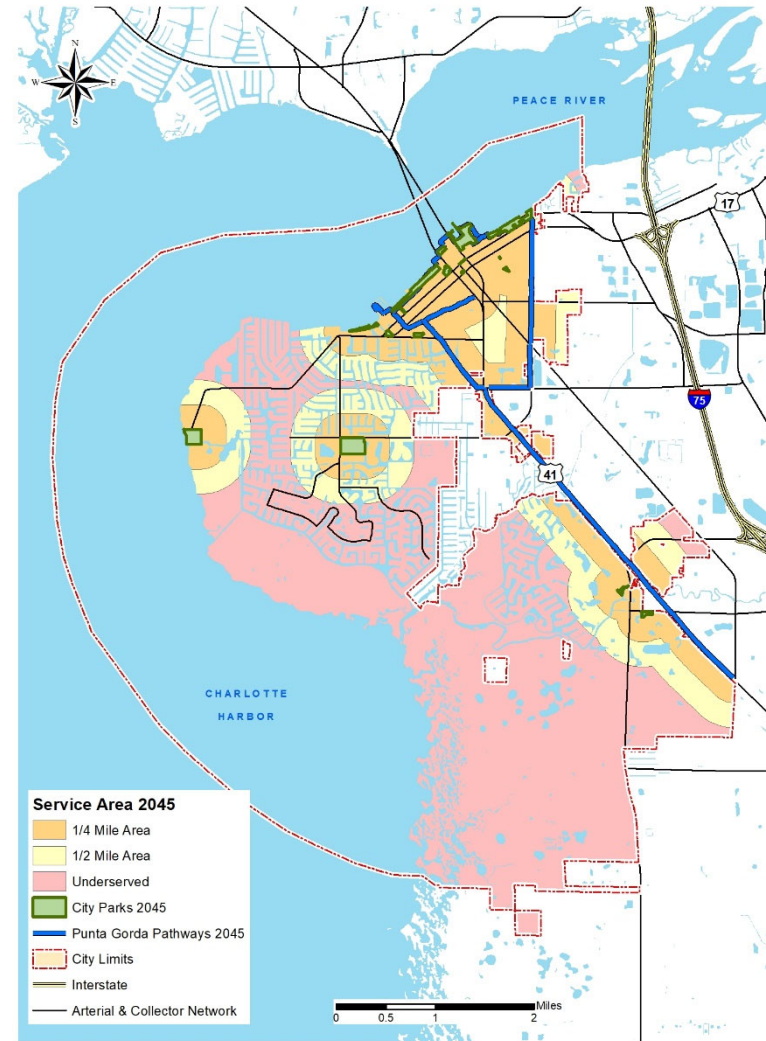 N
W E
S
PEACE RIVER
17
75
41
CHARLOTTE
HARBOR
Service Area 2045
1/4 Mile Area
1/2 Mile Area
Underserved
City Parks 2045
Punta Gorda Pathways 2045
City Limits
Interstate
Arterial & Collector Network
Miles
0 0.5 1 2